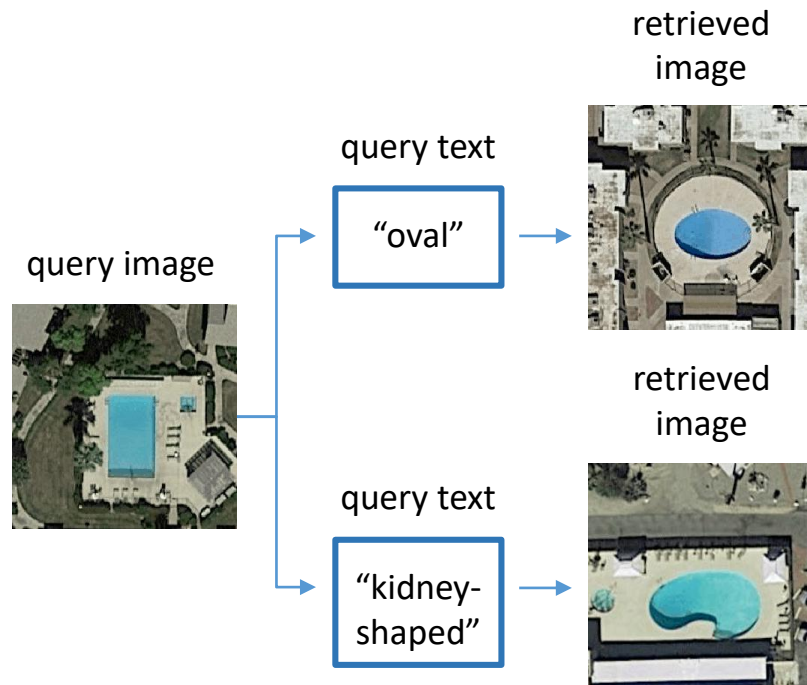 retrieved
image
query text
“oval”
query image
retrieved
image
query text
“kidney-
shaped”